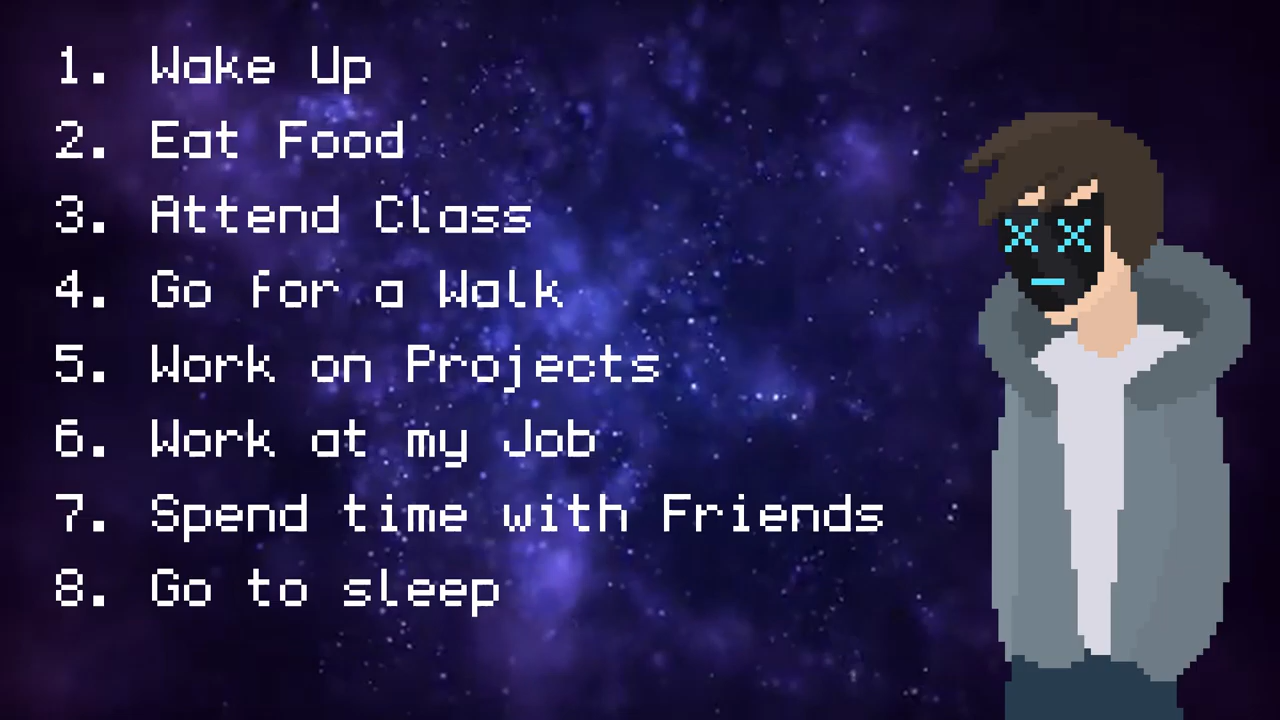 1. Wake Up
2. Eat Food
3. Attend Class
4. Go for a Walk
5. Work on Projects
6. Work at my Job
7. Spend time with Friends
8. Go to sleep